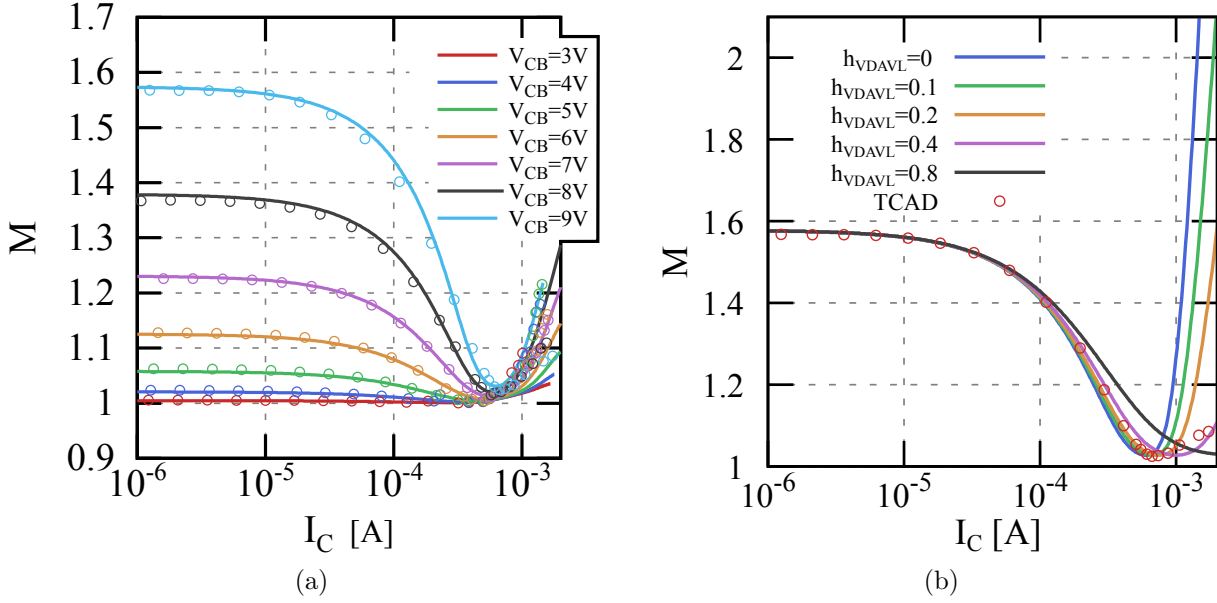 1.7
1.6
1.5
1.4
1.3
1.2
1.1
1
0.9
M
10^-6
10^-5
10^-4
10^-3
I_C [A]
V_CB=3V
V_CB=4V
V_CB=5V
V_CB=6V
V_CB=7V
V_CB=8V
V_CB=9V
(a)
2
1.8
1.6
1.4
1.2
1
M
10^-6
10^-5
10^-4
10^-3
I_C [A]
h_VDAVL=0
h_VDAVL=0.1
h_VDAVL=0.2
h_VDAVL=0.4
h_VDAVL=0.8
TCAD
(b)